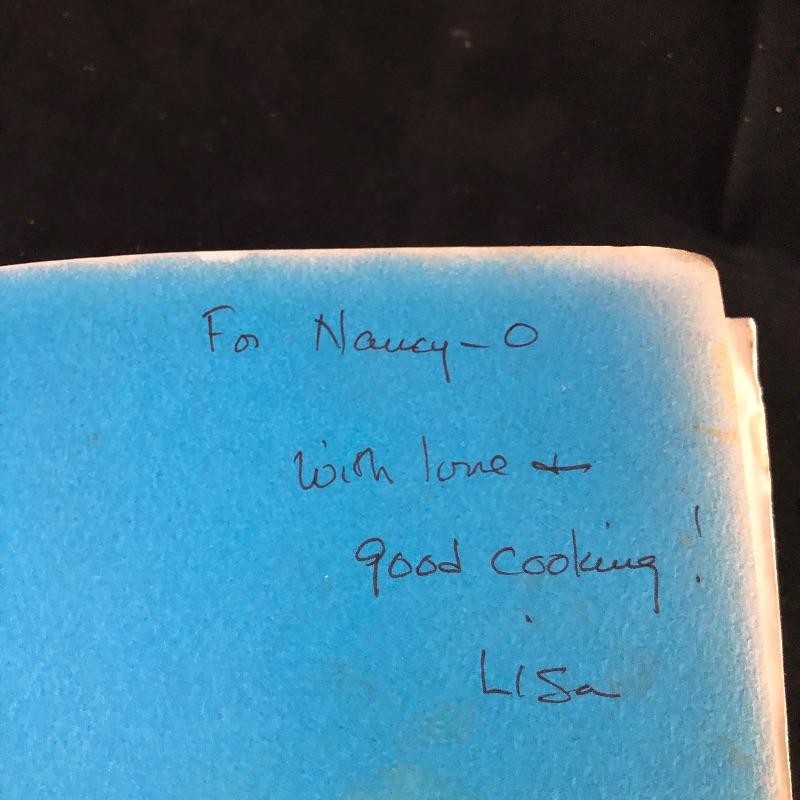 For Nancy-O
With love +
good cooking!
Lisa